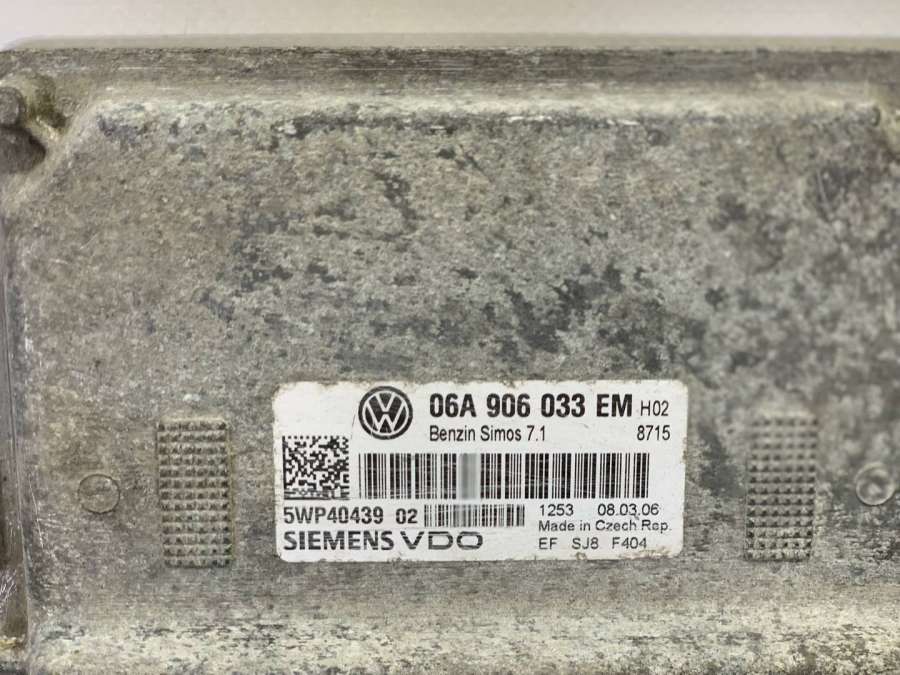 06A 906 033 EM H02
Benzin Simos 7.1 8715
5WP40439 02
1253 08.03.06
Made in Czech Rep.
SIEMENS VDO
EF SJ8 F404